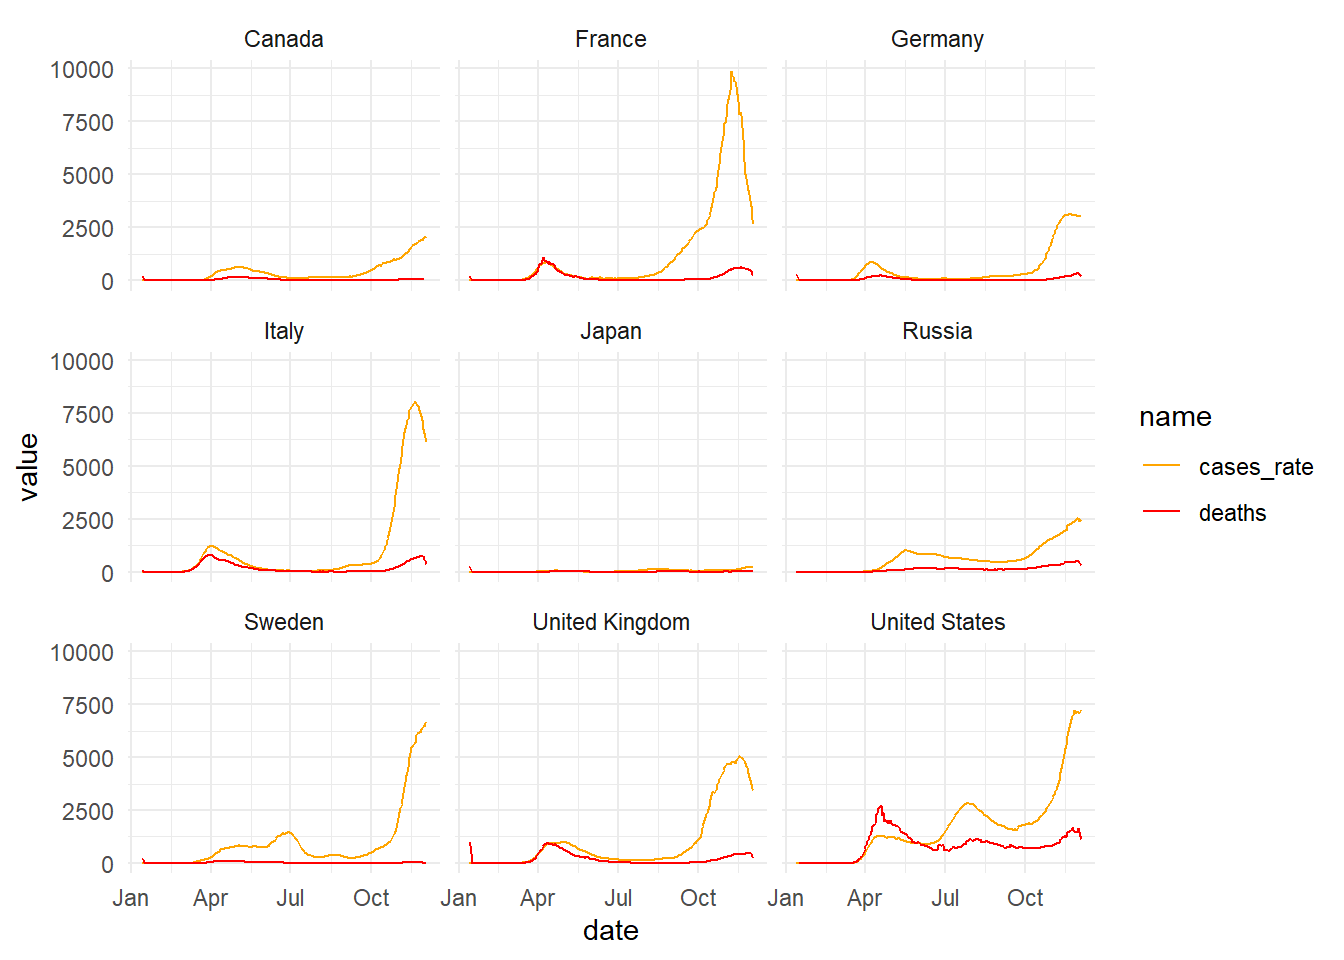 Canada France Germany
10000
7500
5000
2500
0
Italy Japan Russia
10000
7500
5000
2500
0
Sweden United Kingdom United States
10000
7500
5000
2500
0
Jan Apr Jul Oct Jan Apr Jul Oct Jan Apr Jul Oct
date
value
name
cases_rate
deaths